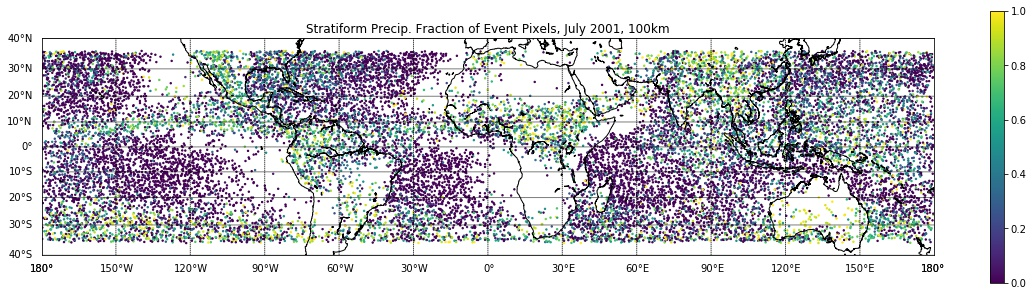 Stratiform Precip. Fraction of Event Pixels, July 2001, 100km
1.0
40°N
30°N
0.8
20°N
10°N
0.6
0°
10°S
0.4
20°S
30°S
0.2
40°S
180° 150°W 120°W 90°W 60°W 30°W 0° 30°E 60°E 90°E 120°E 150°E 180°
0.0